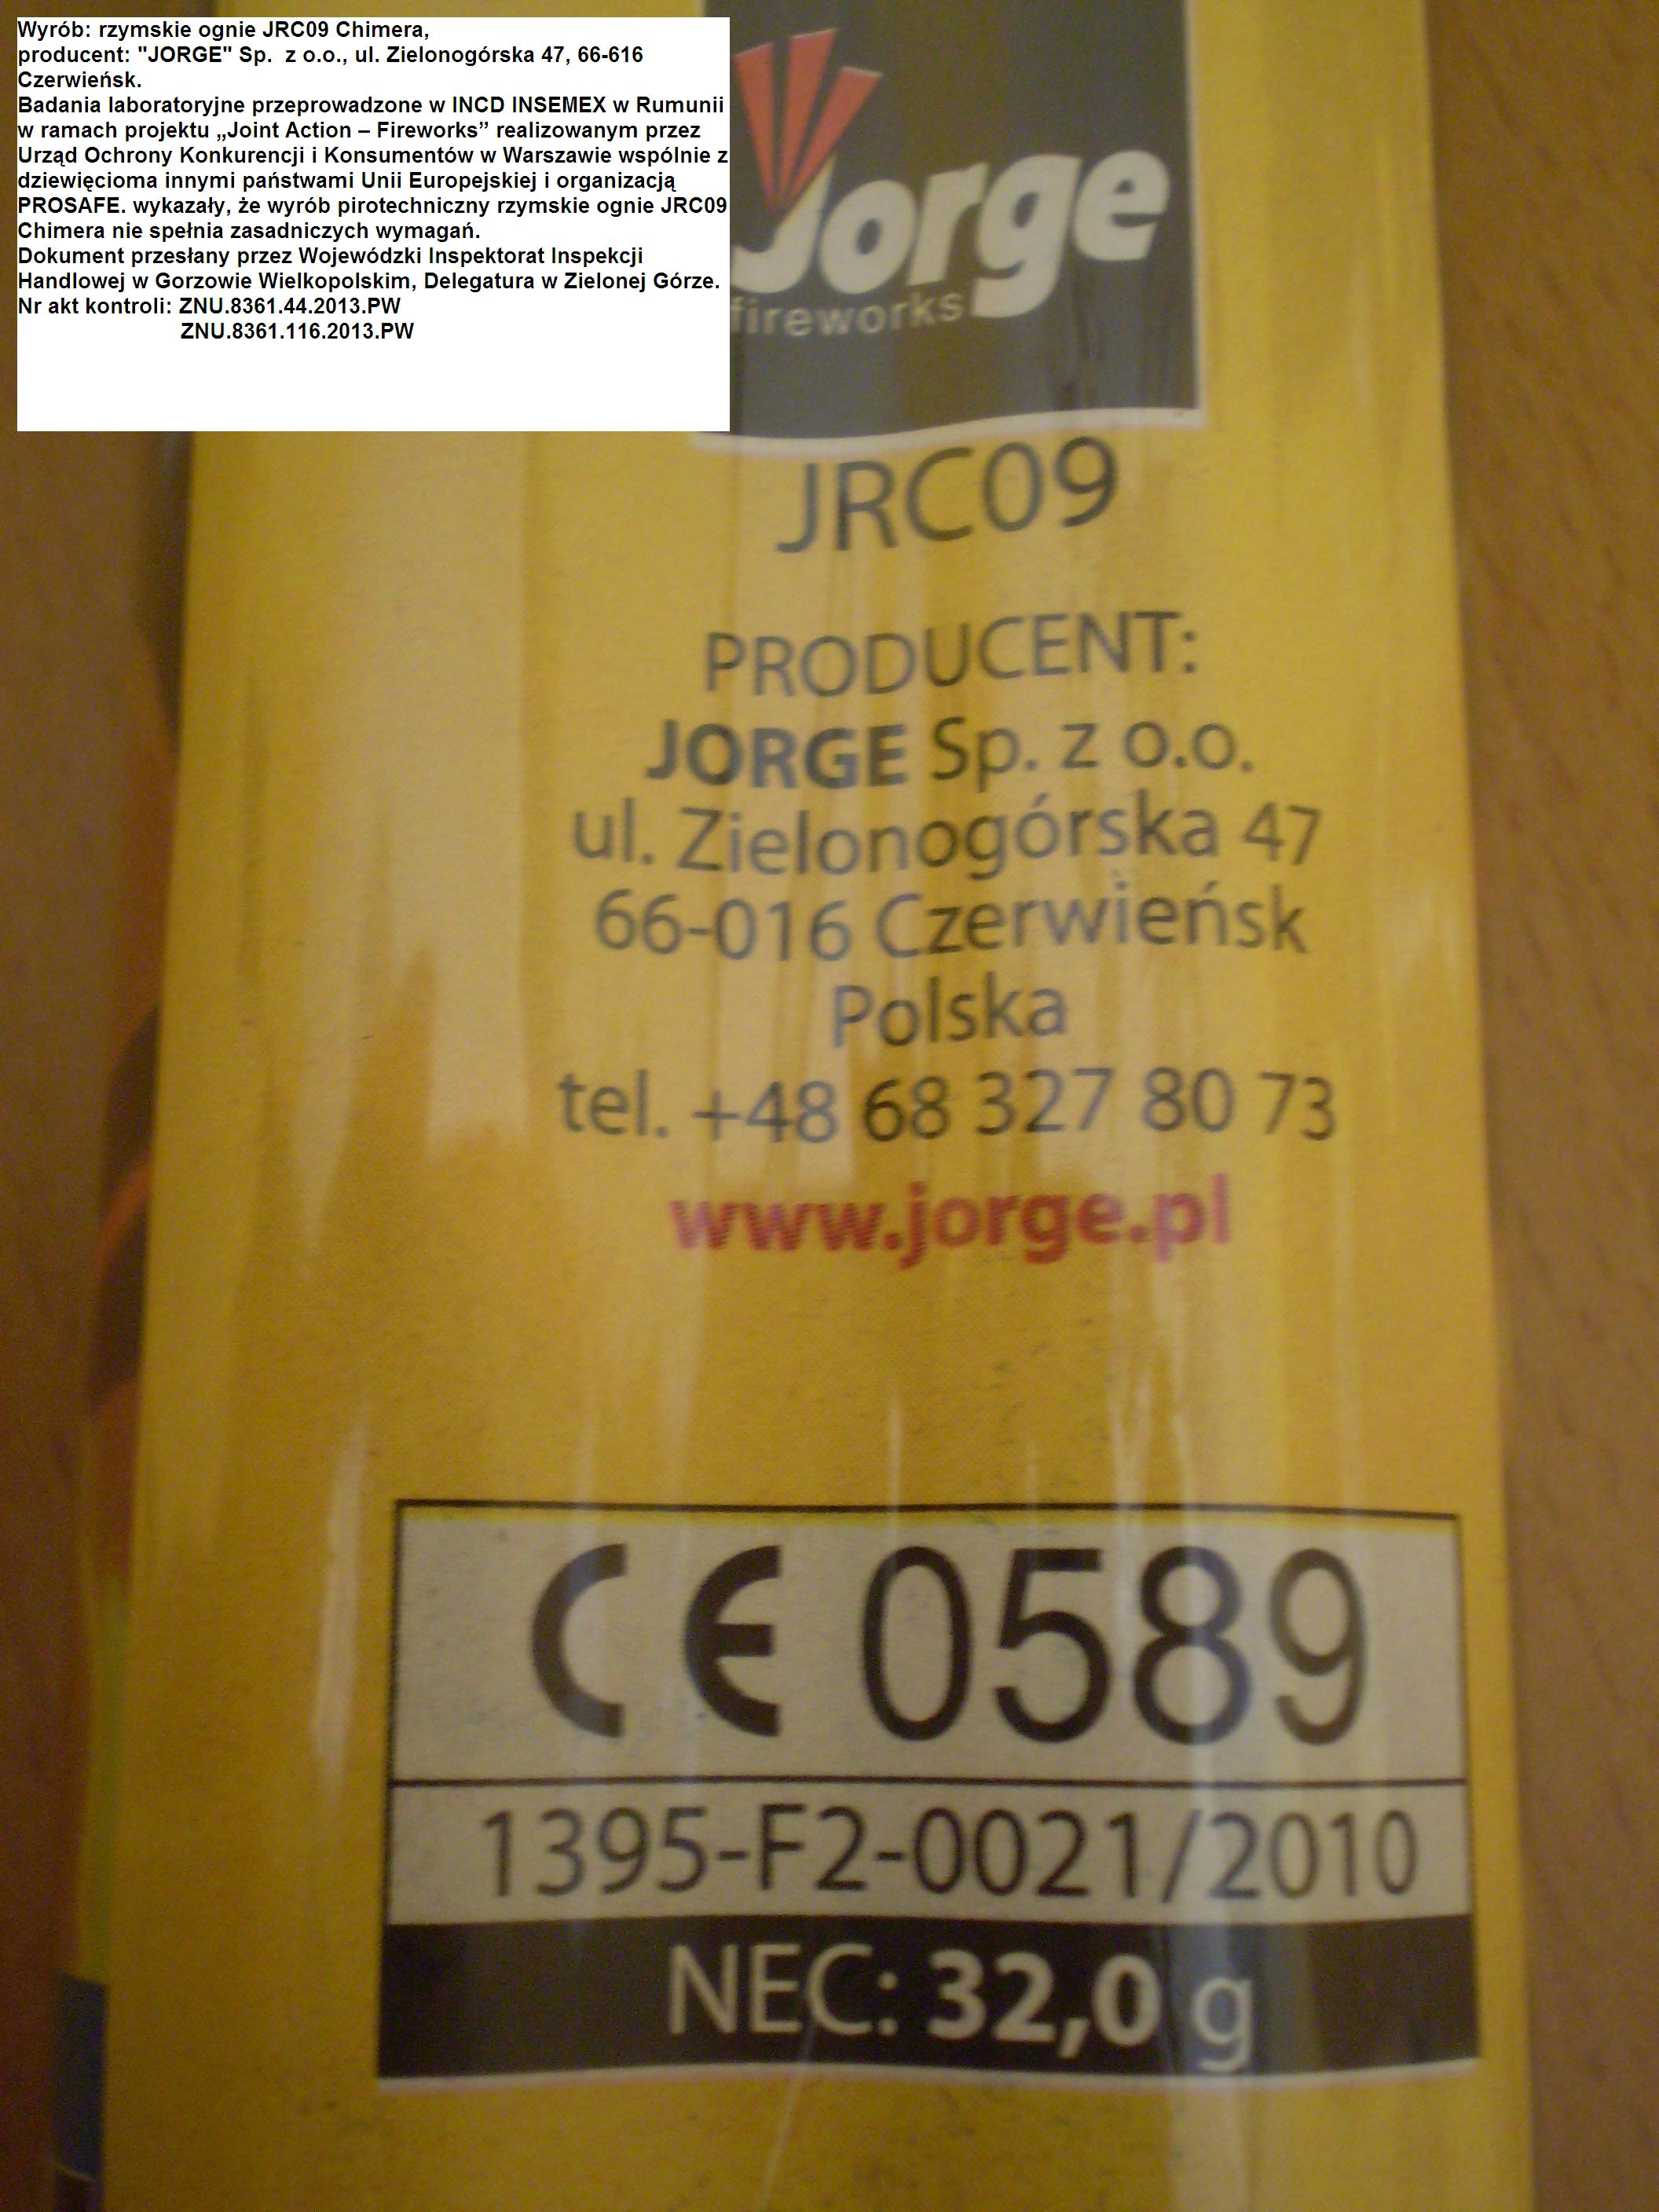 Wyrób: rzymskie ognie JRC09 Chimera,
producent: "JORGE" Sp.  z o.o., ul. Zielonogórska 47, 66-616
Czerwieńsk.
Badania laboratoryjne przeprowadzone w INCD INSEMEX w Rumunii
w ramach projektu „Joint Action – Fireworks” realizowanym przez
Urząd Ochrony Konkurencji i Konsumentów w Warszawie wspólnie z
dziewięcioma innymi państwami Unii Europejskiej i organizacją
PROSAFE. wykazały, że wyrób pirotechniczny rzymskie ognie JRC09
Chimera nie spełnia zasadniczych wymagań.
Dokument przesłany przez Wojewódzki Inspektorat Inspekcji
Handlowej w Gorzowie Wielkopolskim, Delegatura w Zielonej Górze.
Nr akt kontroli: ZNU.8361.44.2013.PW
ZNU.8361.116.2013.PW
Jorge
fireworks
JRC09
PRODUCENT:
JORGE Sp. z o.o.
ul. Zielonogórska 47
66-016 Czerwieńsk
Polska
tel. +48 68 327 80 73
www.jorge.pl
CE 0589
1395-F2-0021/2010
NEC: 32,0 g